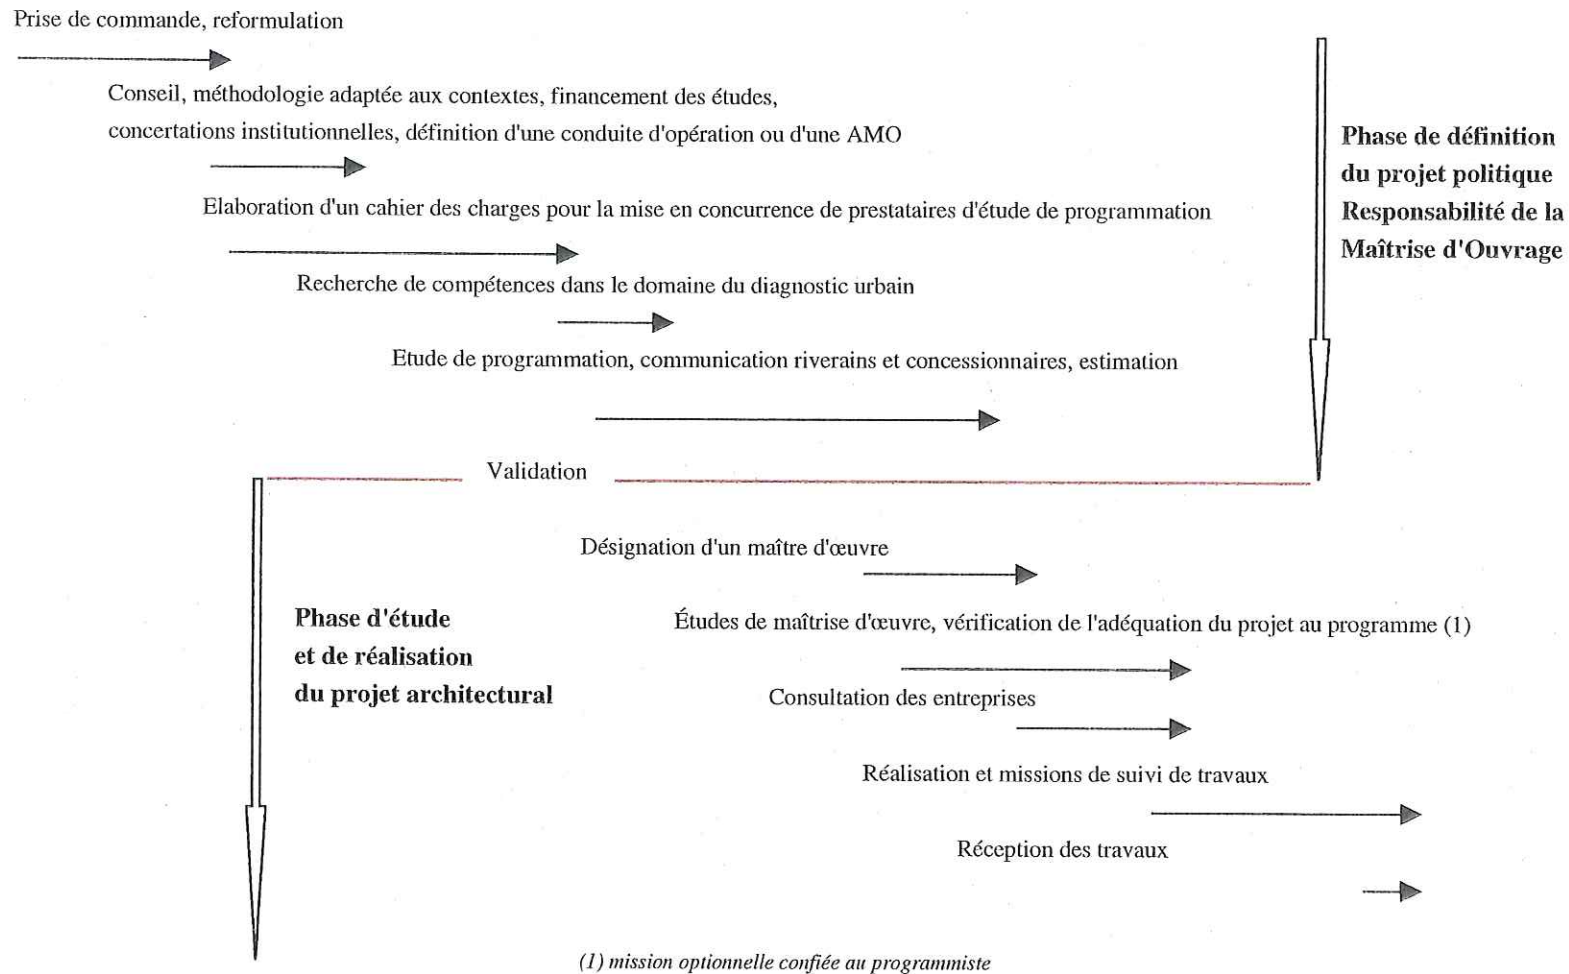 Prise de commande, reformulation
Conseil, méthodologie adaptée aux contextes, financement des études,
concertations institutionnelles, définition d'une conduite d'opération ou d'une AMO
Phase de définition
du projet politique
Responsabilité de la
Maîtrise d'Ouvrage
Elaboration d'un cahier des charges pour la mise en concurrence de prestataires d'étude de programmation
Recherche de compétences dans le domaine du diagnostic urbain
Etude de programmation, communication riverains et concessionnaires, estimation
Validation
Désignation d'un maître d'œuvre
Phase d'étude
et de réalisation
du projet architectural
Études de maîtrise d'œuvre, vérification de l'adéquation du projet au programme (1)
Consultation des entreprises
Réalisation et missions de suivi de travaux
Réception des travaux
(1) mission optionnelle confiée au programmiste